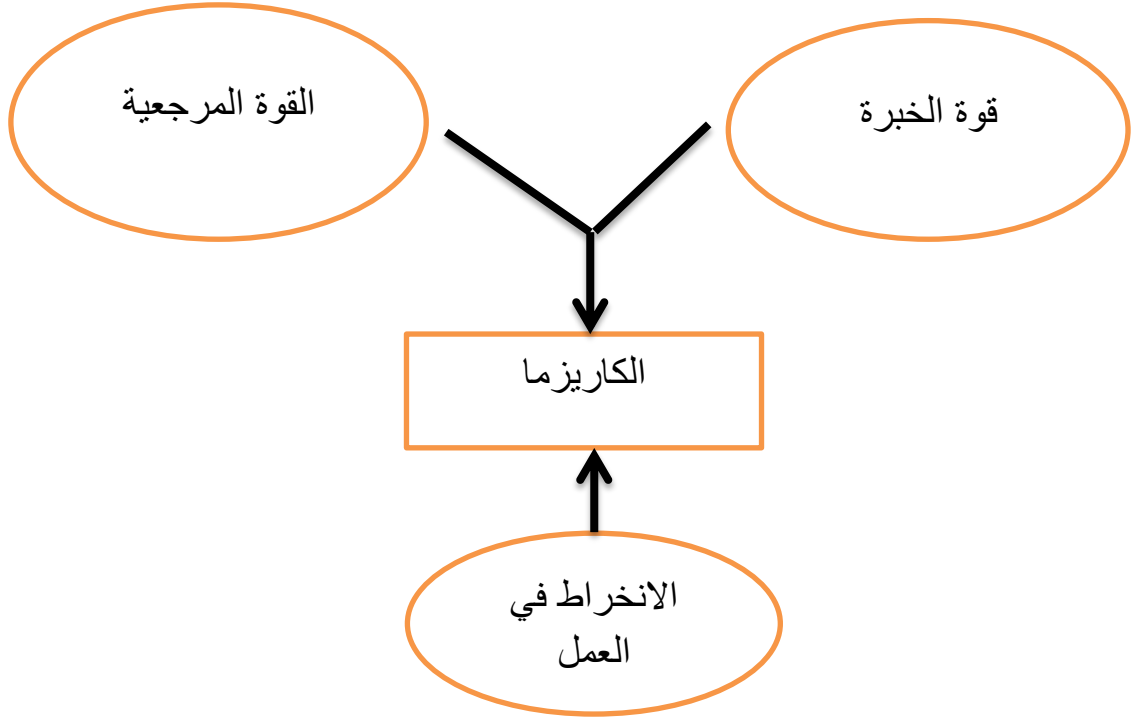 قوة الخبرة
القوة المرجعية
الكاريزما
الانخراط في
العمل